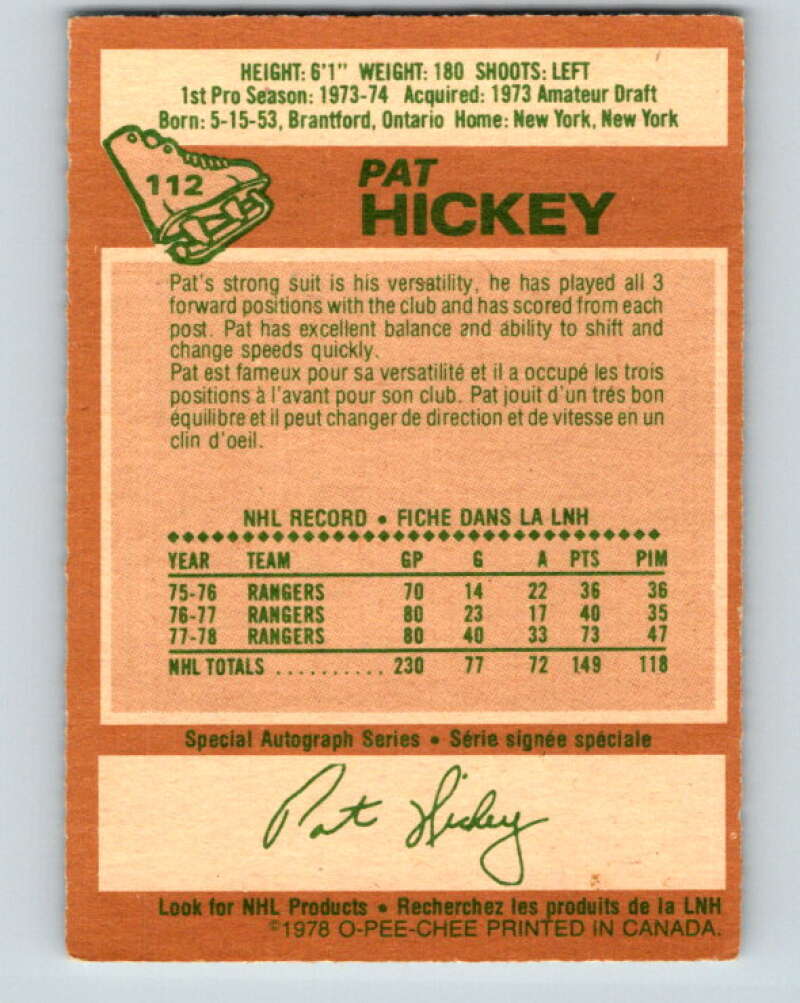 HEIGHT: 6'1" WEIGHT: 180 SHOOTS: LEFT
1st Pro Season: 1973-74 Acquired: 1973 Amateur Draft
Born: 5-15-53, Brantford, Ontario Home: New York, New York
112
PAT
HICKEY
Pat's strong suit is his versatility, he has played all 3
forward positions with the club and has scored from each
post. Pat has excellent balance and ability to shift and
change speeds quickly.
Pat est fameux pour sa versatilité et il a occupé les trois
positions à l'avant pour son club. Pat jouit d'un trés bon
équilibre et il peut changer de direction et de vitesse en un
clin d'oeil.
NHL RECORD • FICHE DANS LA LNH
YEAR TEAM GP G A PTS PIM
75-76 RANGERS 70 14 22 36 36
76-77 RANGERS 80 23 17 40 35
77-78 RANGERS 80 40 33 73 47
NHL TOTALS .......... 230 77 72 149 118
Special Autograph Series • Série signée spéciale
Pat Hickey
Look for NHL Products • Recherchez les produits de la LNH
©1978 O-PEE-CHEE PRINTED IN CANADA.